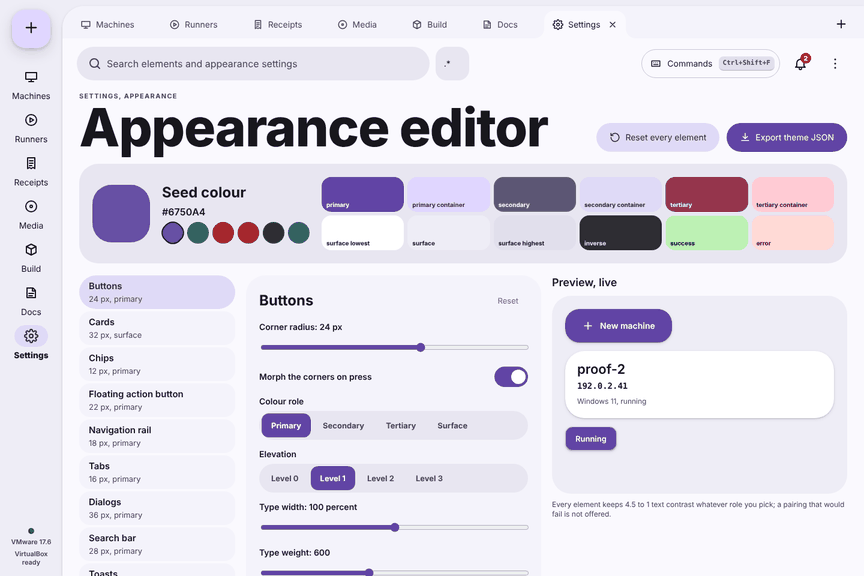 Machines
Runners
Receipts
Media
Build
Docs
Settings
Machines
Runners
Receipts
Media
Build
Docs
Settings
VMware 17.6
VirtualBox
ready
Search elements and appearance settings
.*
Commands
Ctrl+Shift+F
2
SETTINGS, APPEARANCE
Appearance editor
Reset every element
Export theme JSON
Seed colour
#6750A4
primary
primary container
secondary
secondary container
tertiary
tertiary container
surface lowest
surface
surface highest
inverse
success
error
Buttons
24 px, primary
Cards
32 px, surface
Chips
12 px, primary
Floating action button
22 px, primary
Navigation rail
18 px, primary
Tabs
16 px, primary
Dialogs
36 px, primary
Search bar
28 px, primary
Toasts
Buttons
Reset
Corner radius: 24 px
Morph the corners on press
Colour role
Primary
Secondary
Tertiary
Surface
Elevation
Level 0
Level 1
Level 2
Level 3
Type width: 100 percent
Type weight: 600
Preview, live
New machine
proof-2
192.0.2.41
Windows 11, running
Running
Every element keeps 4.5 to 1 text contrast whatever role you pick; a pairing that would
fail is not offered.